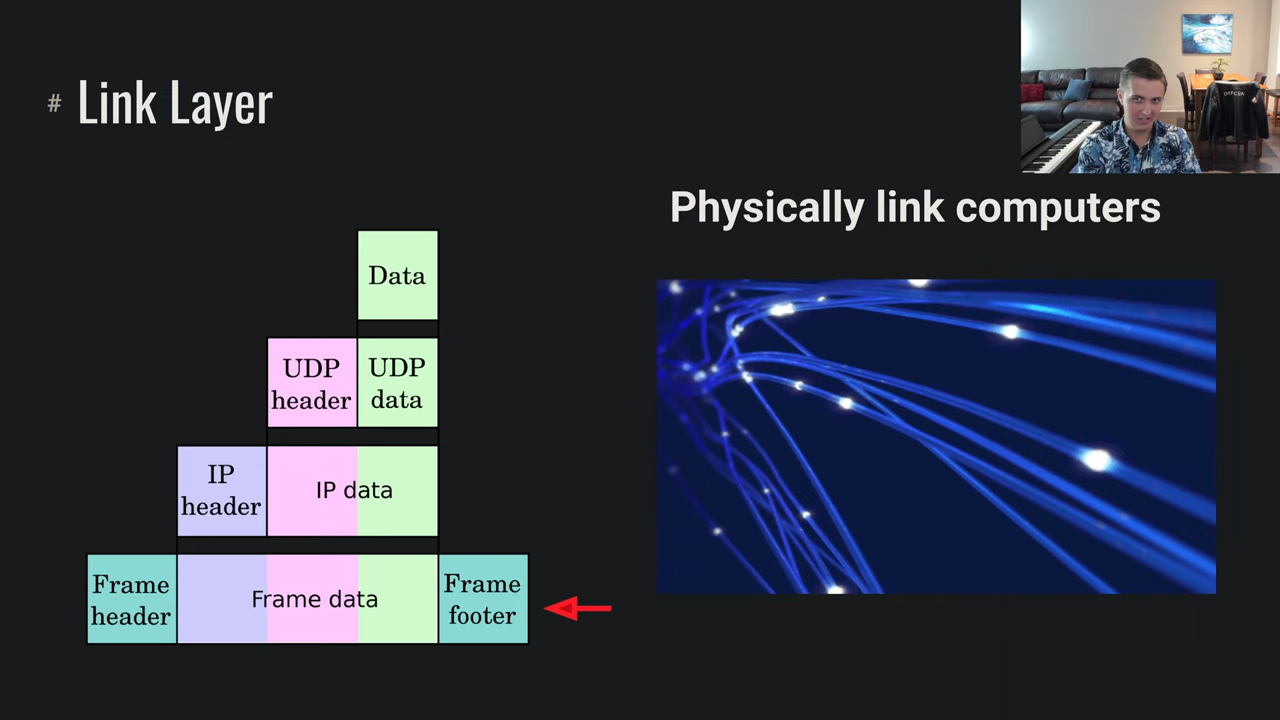 # Link Layer
Physically link computers
Data
UDP
header
UDP
data
IP
header
IP data
Frame
header
Frame data
Frame
footer
DEFCON